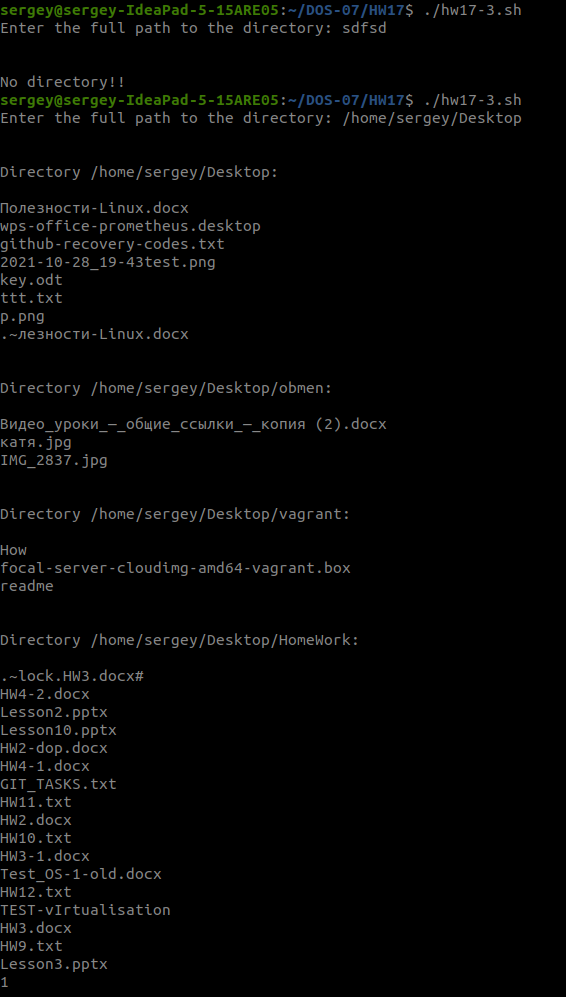 sergey@sergey-IdeaPad-5-15ARE05:~/DOS-07/HW17$ ./hw17-3.sh
Enter the full path to the directory: sdfsd
No directory!!
sergey@sergey-IdeaPad-5-15ARE05:~/DOS-07/HW17$ ./hw17-3.sh
Enter the full path to the directory: /home/sergey/Desktop
Directory /home/sergey/Desktop:
Полезности-Linux.docx
wps-office-prometheus.desktop
github-recovery-codes.txt
2021-10-28_19-43test.png
key.odt
ttt.txt
p.png
.~лезности-Linux.docx
Directory /home/sergey/Desktop/obmen:
Видео_уроки_—_общие_ссылки_—_копия (2).docx
катя.jpg
IMG_2837.jpg
Directory /home/sergey/Desktop/vagrant:
How
focal-server-cloudimg-amd64-vagrant.box
readme
Directory /home/sergey/Desktop/HomeWork:
.~lock.HW3.docx#
HW4-2.docx
Lesson2.pptx
Lesson10.pptx
HW2-dop.docx
HW4-1.docx
GIT_TASKS.txt
HW11.txt
HW2.docx
HW10.txt
HW3-1.docx
Test_OS-1-old.docx
HW12.txt
TEST-vIrtualisation
HW3.docx
HW9.txt
Lesson3.pptx
1